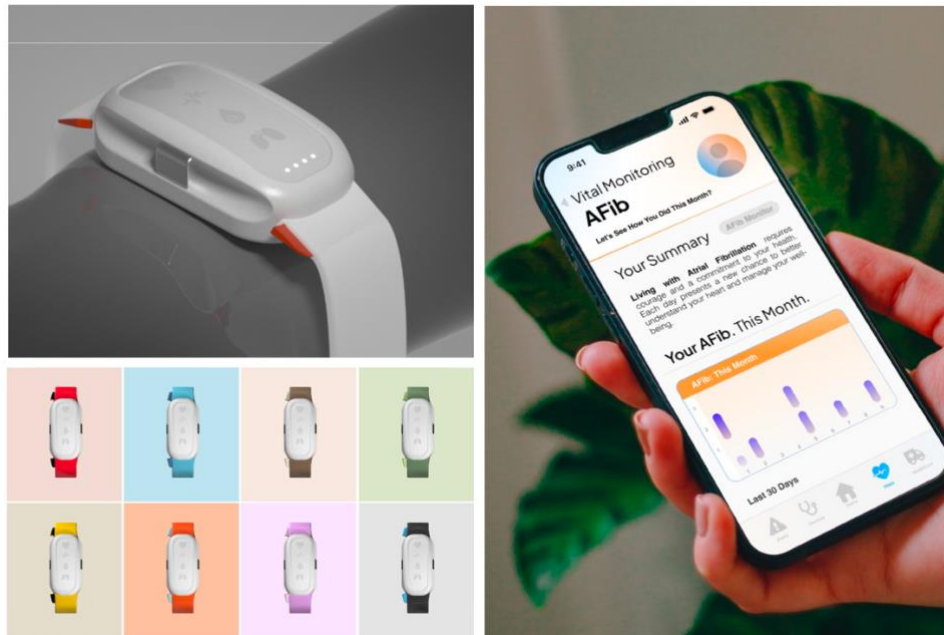 9:41
Vital Monitoring
AFib
Let's See How You Did This Month?
Your Summary
AFib Monitor
Living with Atrial Fibrillation requires
courage and a commitment to your health.
Each day presents a new chance to better
understand your heart and manage your well-
being.
Your AFib. This Month.
AFib: This Month
Last 30 Days